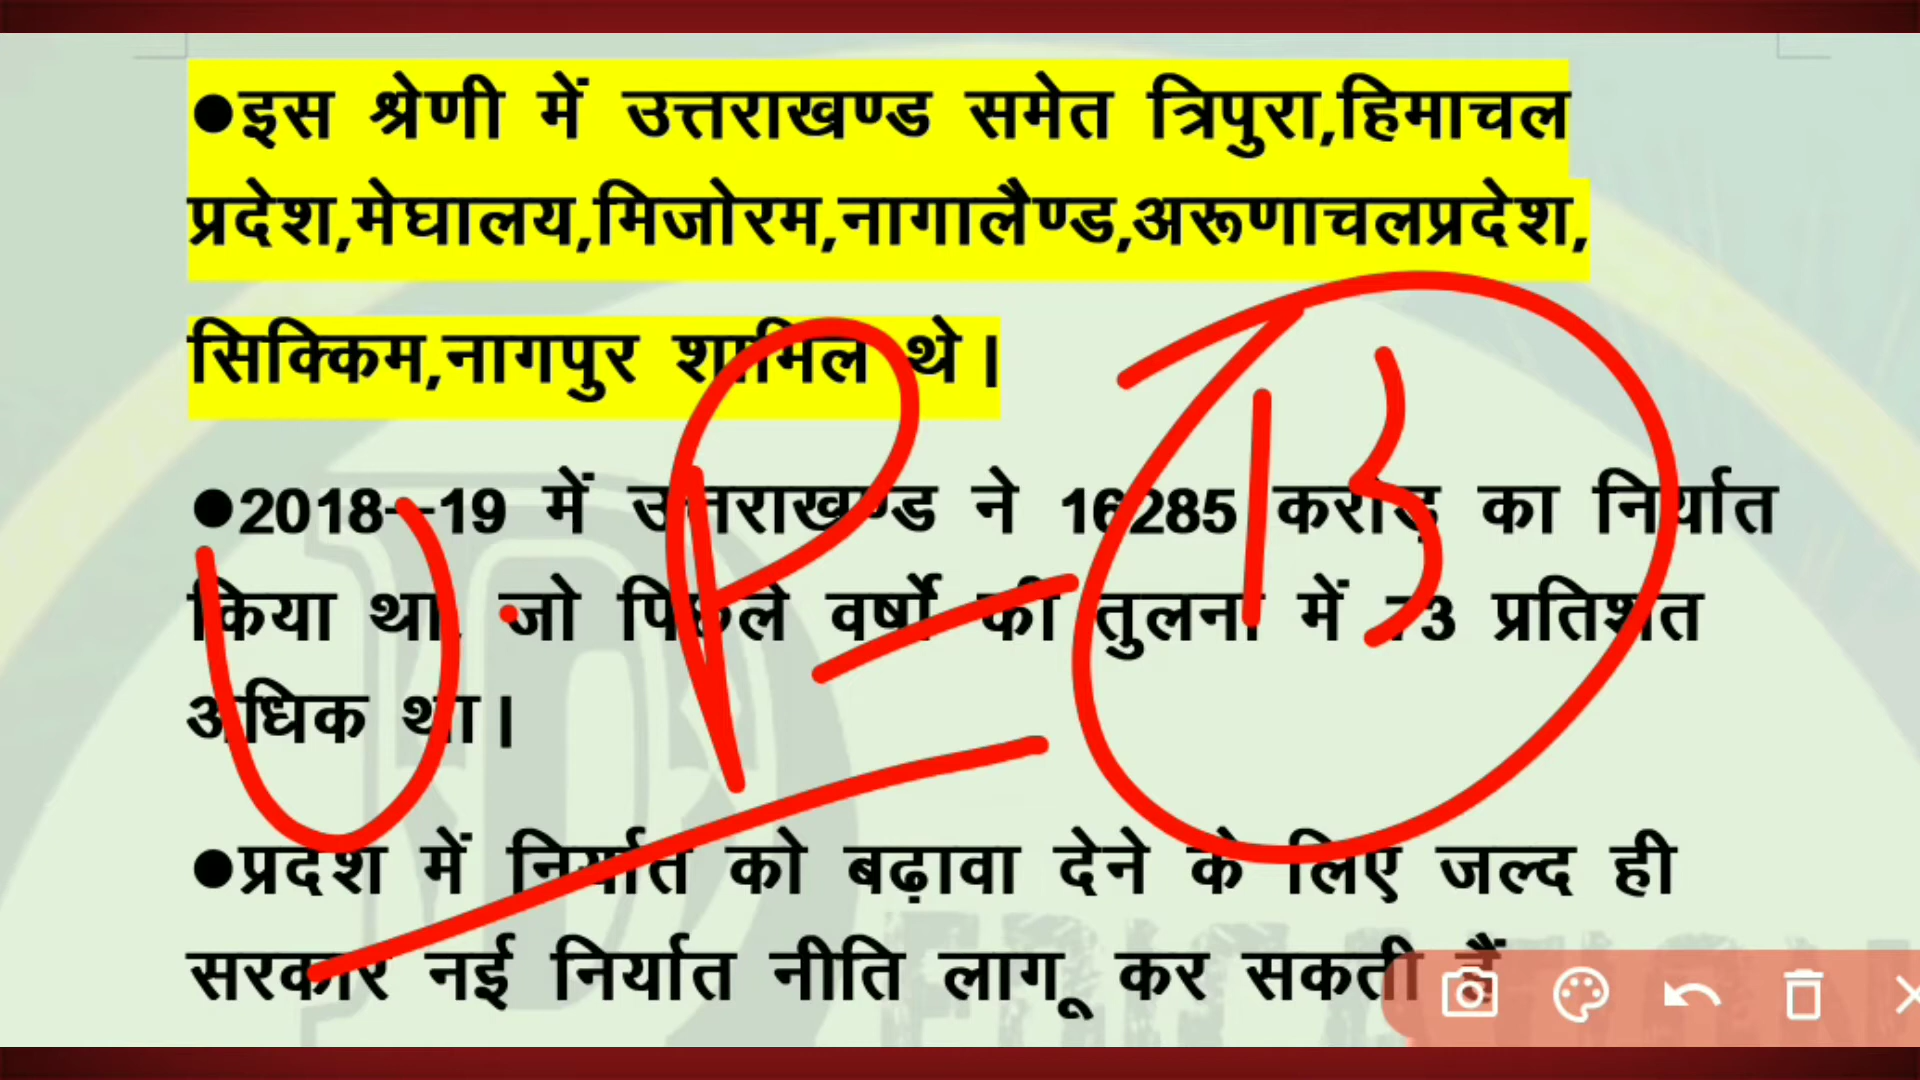 ●इस श्रेणी में उत्तराखण्ड समेत त्रिपुरा,हिमाचल
प्रदेश,मेघालय,मिजोरम,नागालैण्ड,अरूणाचलप्रदेश,
सिक्किम,नागपुर शामिल थे।
●2018--19 में उत्तराखण्ड ने 16285 करोड़ का निर्यात
किया था, जो पिछले वर्षो की तुलना में 73 प्रतिशत
अधिक था।
●प्रदेश में निर्यात को बढ़ावा देने के लिए जल्द ही
सरकार नई निर्यात नीति लागू कर सकती हैं
U.P = 13